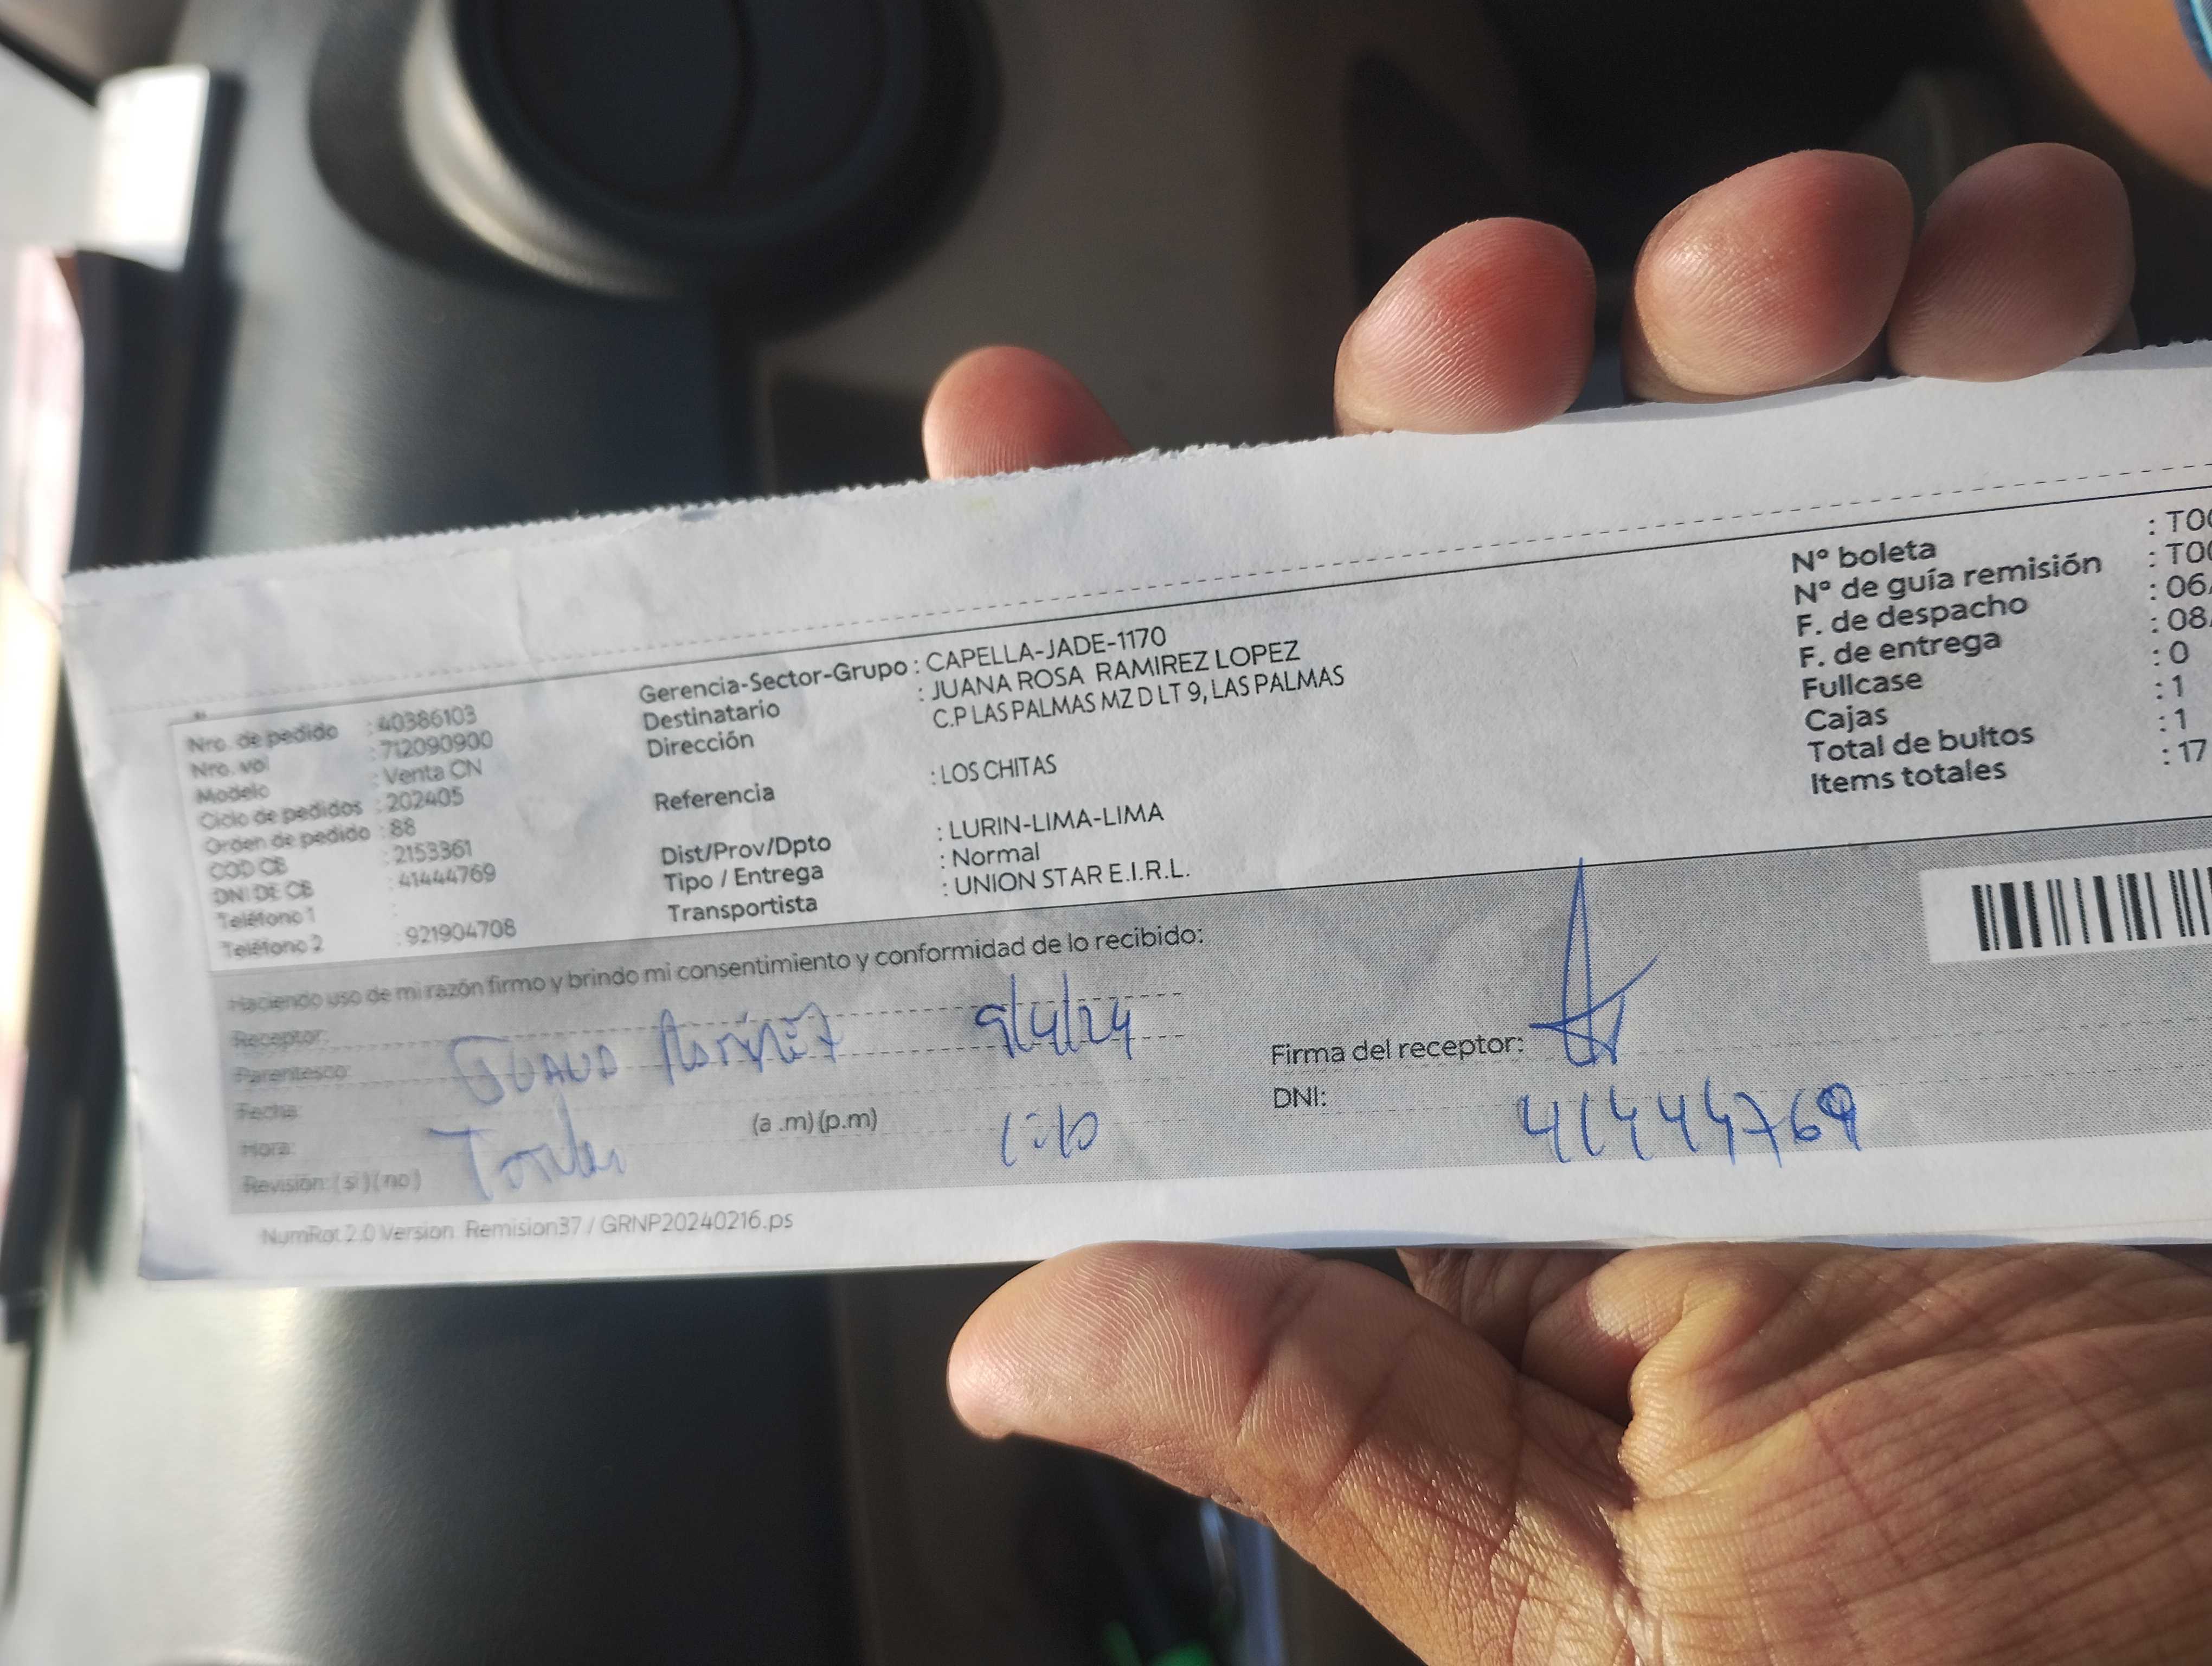 Nro. de pedido : 40386103
Nro. vol : 712090900
Modelo : Venta CN
Ciclo de pedidos : 202405
Orden de pedido : 88
COD CB : 2153361
DNI DE CB : 41444769
Teléfono 1 :
Teléfono 2 : 921904708
Gerencia-Sector-Grupo : CAPELLA-JADE-1170
Destinatario : JUANA ROSA RAMIREZ LOPEZ
Dirección C.P LAS PALMAS MZ D LT 9, LAS PALMAS
Referencia : LOS CHITAS
Dist/Prov/Dpto : LURIN-LIMA-LIMA
Tipo / Entrega : Normal
Transportista : UNION STAR E.I.R.L.
N° boleta : T00
N° de guía remisión : T00
F. de despacho : 06
F. de entrega : 08
Fullcase : 0
Cajas : 1
Total de bultos : 1
Items totales : 17
Haciendo uso de mi razón firmo y brindo mi consentimiento y conformidad de lo recibido:
Receptor:
Parentesco:
Fecha: 9/4/24
Hora: (a .m) (p.m) 1:10
Revisión: ( si ) ( no )
Firma del receptor:
DNI: 41444769
NumRot 2.0 Version Remision37 / GRNP20240216.ps